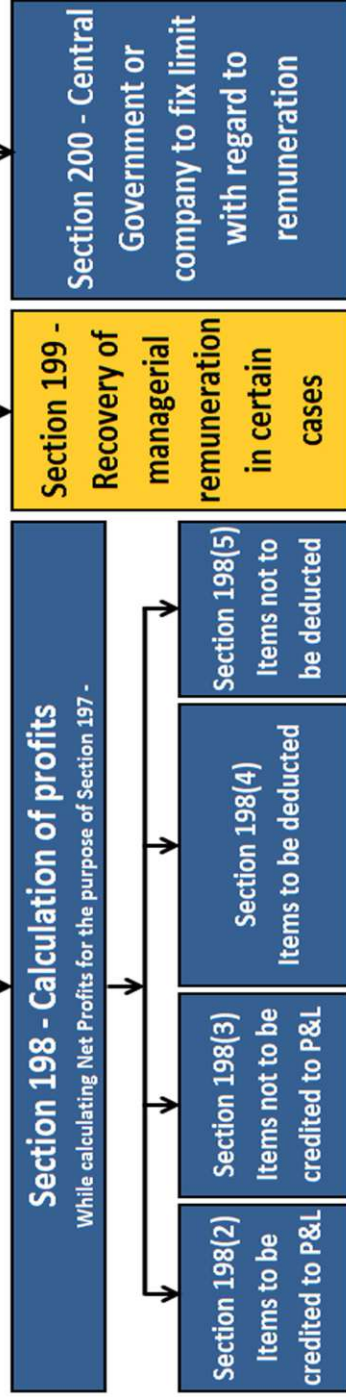 Section 198 - Calculation of profits
While calculating Net Profits for the purpose of Section 197 -
Section 198(2)
Items to be
credited to P&L
Section 198(3)
Items not to be
credited to P&L
Section 198(4)
Items to be deducted
Section 198(5)
Items not to
be deducted
Section 199 -
Recovery of
managerial
remuneration
in certain
cases
Section 200 - Central
Government or
company to fix limit
with regard to
remuneration